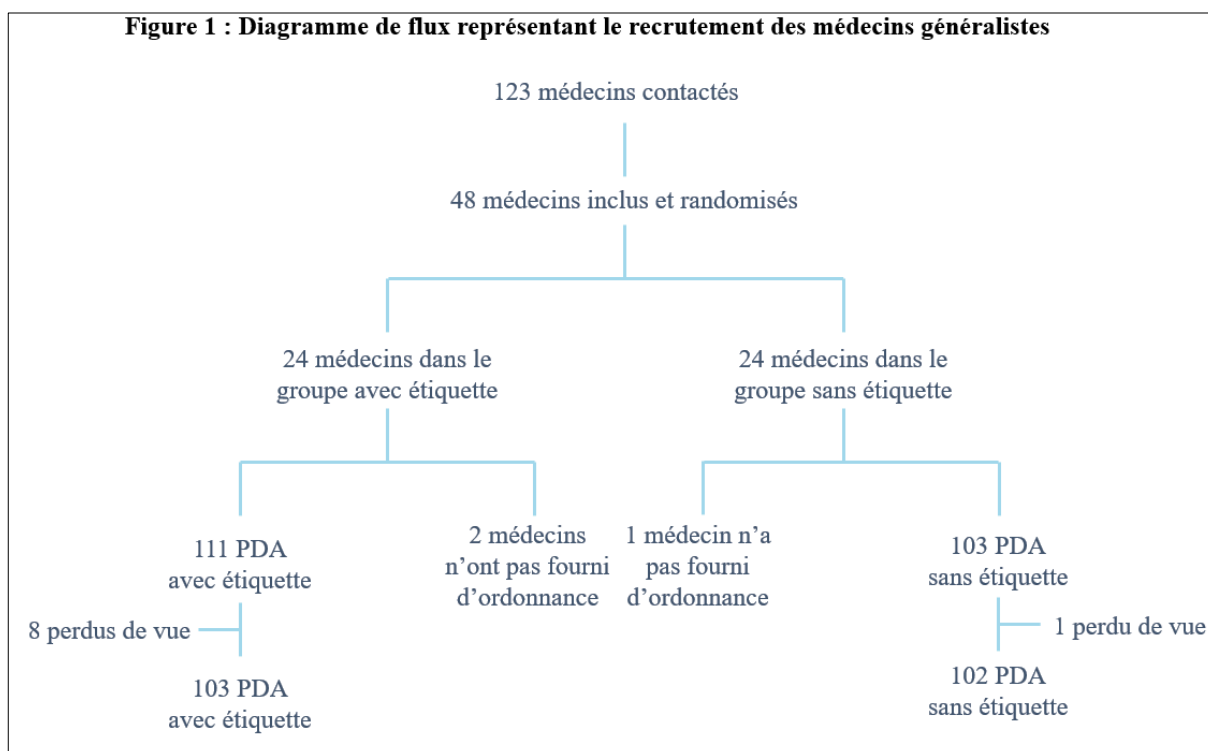 Figure 1 : Diagramme de flux représentant le recrutement des médecins généralistes
123 médecins contactés
48 médecins inclus et randomisés
24 médecins dans le
groupe avec étiquette
24 médecins dans le
groupe sans étiquette
111 PDA
avec étiquette
2 médecins
n’ont pas fourni
d’ordonnance
1 médecin n’a
pas fourni
d’ordonnance
103 PDA
sans étiquette
8 perdus de vue
1 perdu de vue
103 PDA
avec étiquette
102 PDA
sans étiquette